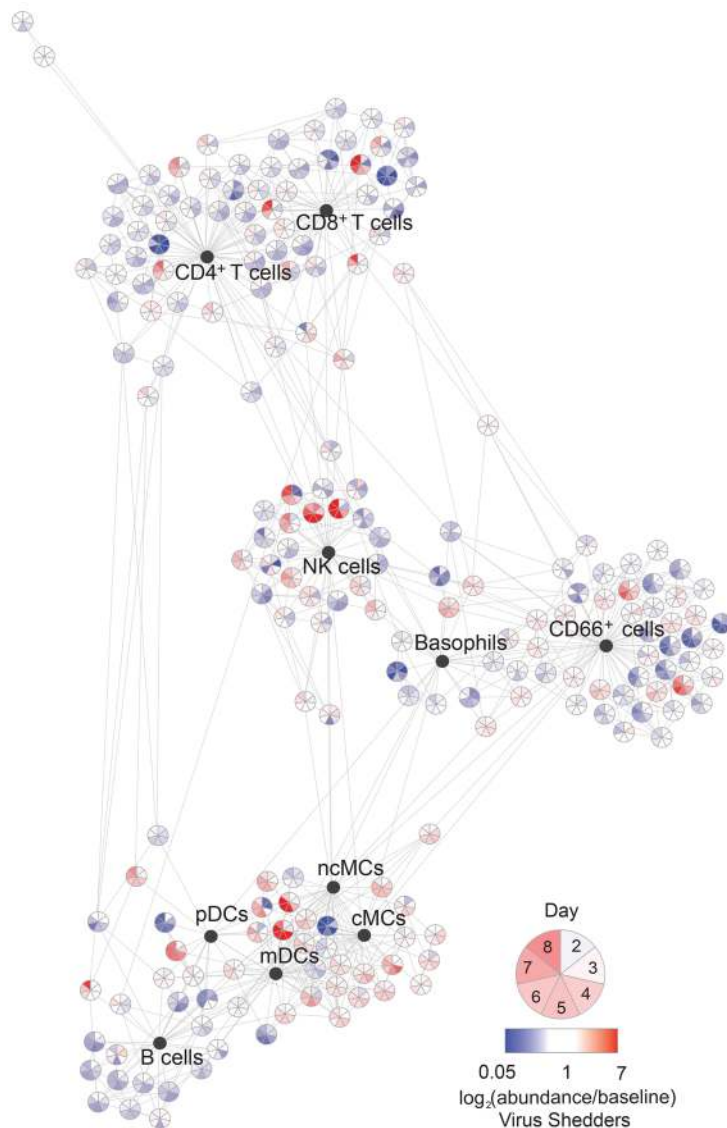 CD8⁺ T cells
CD4⁺ T cells
NK cells
Basophils
CD66⁺ cells
ncMCs
pDCs
cMCs
mDCs
B cells
Day
8 2
7 3
6 4
5
0.05 1 7
log₂(abundance/baseline)
Virus Shedders